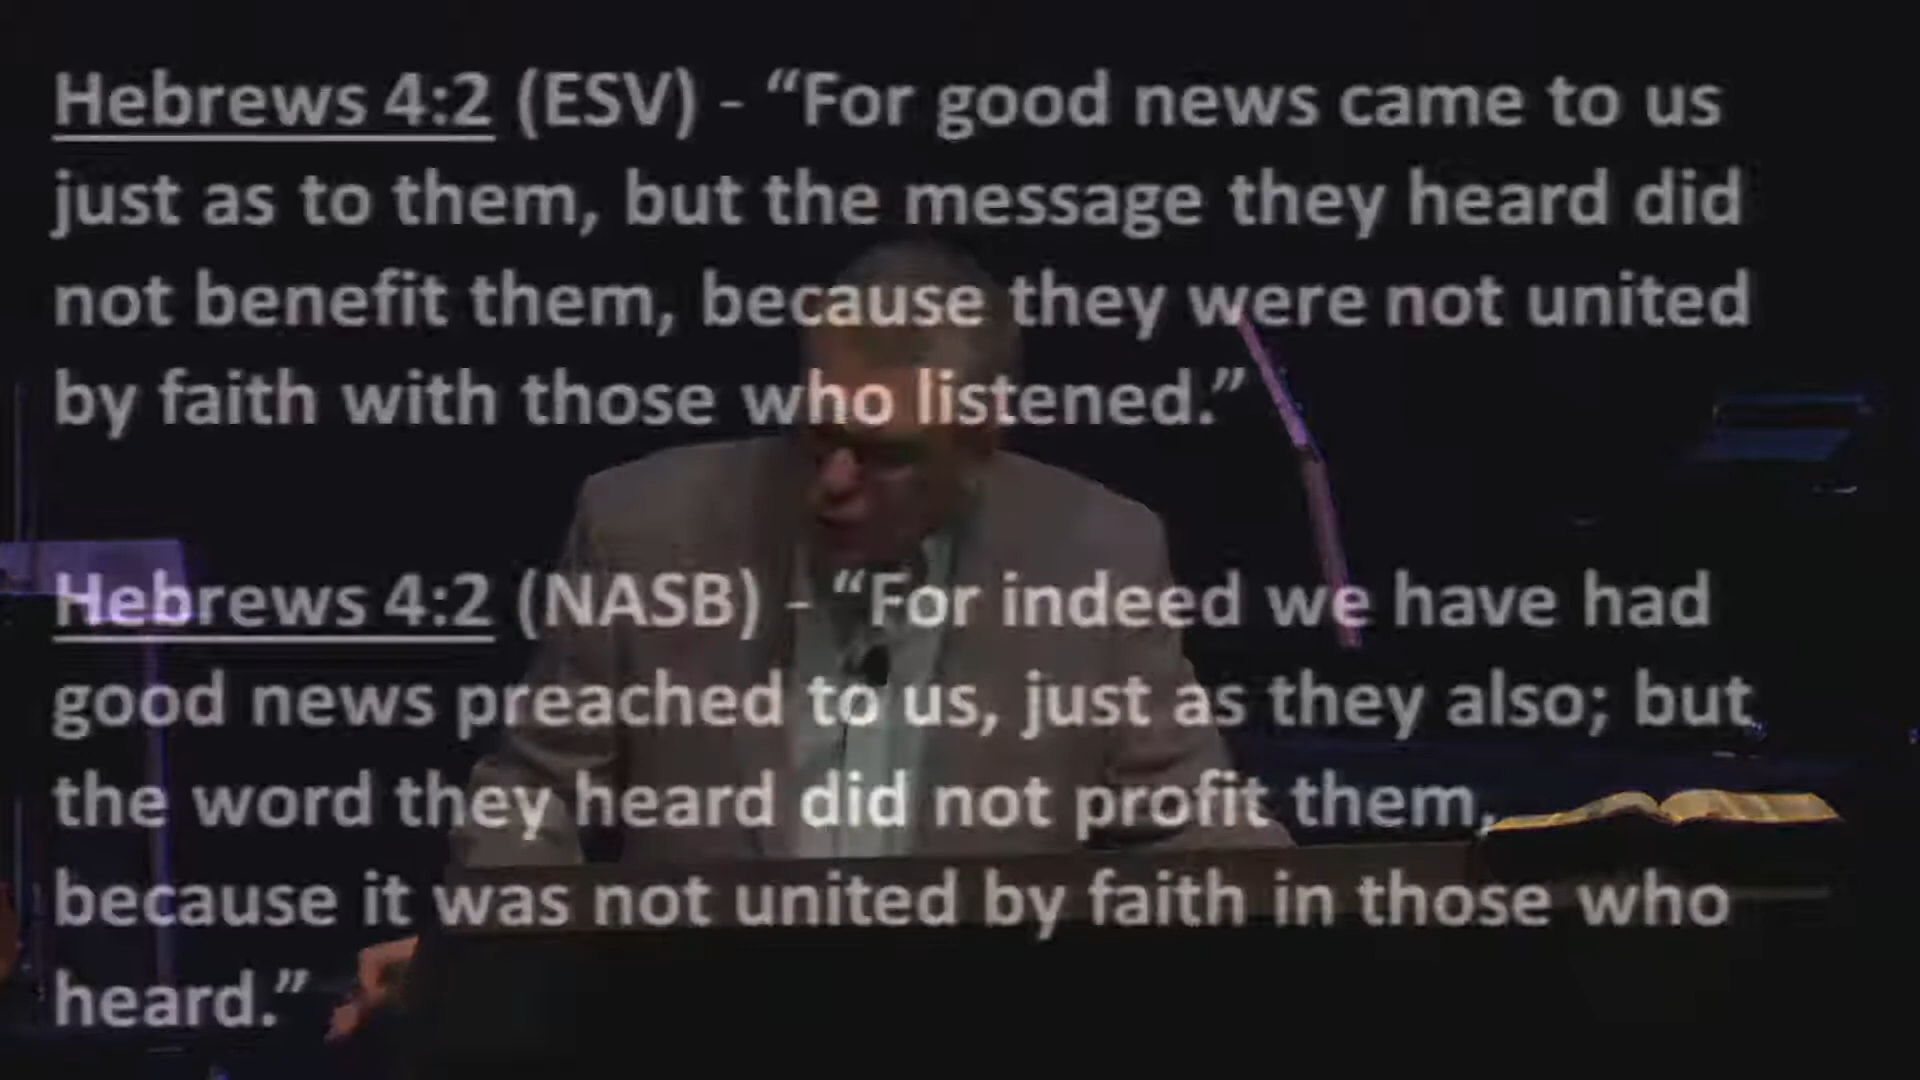 Hebrews 4:2 (ESV) - “For good news came to us
just as to them, but the message they heard did
not benefit them, because they were not united
by faith with those who listened.”
Hebrews 4:2 (NASB) - “For indeed we have had
good news preached to us, just as they also; but
the word they heard did not profit them,
because it was not united by faith in those who
heard.”